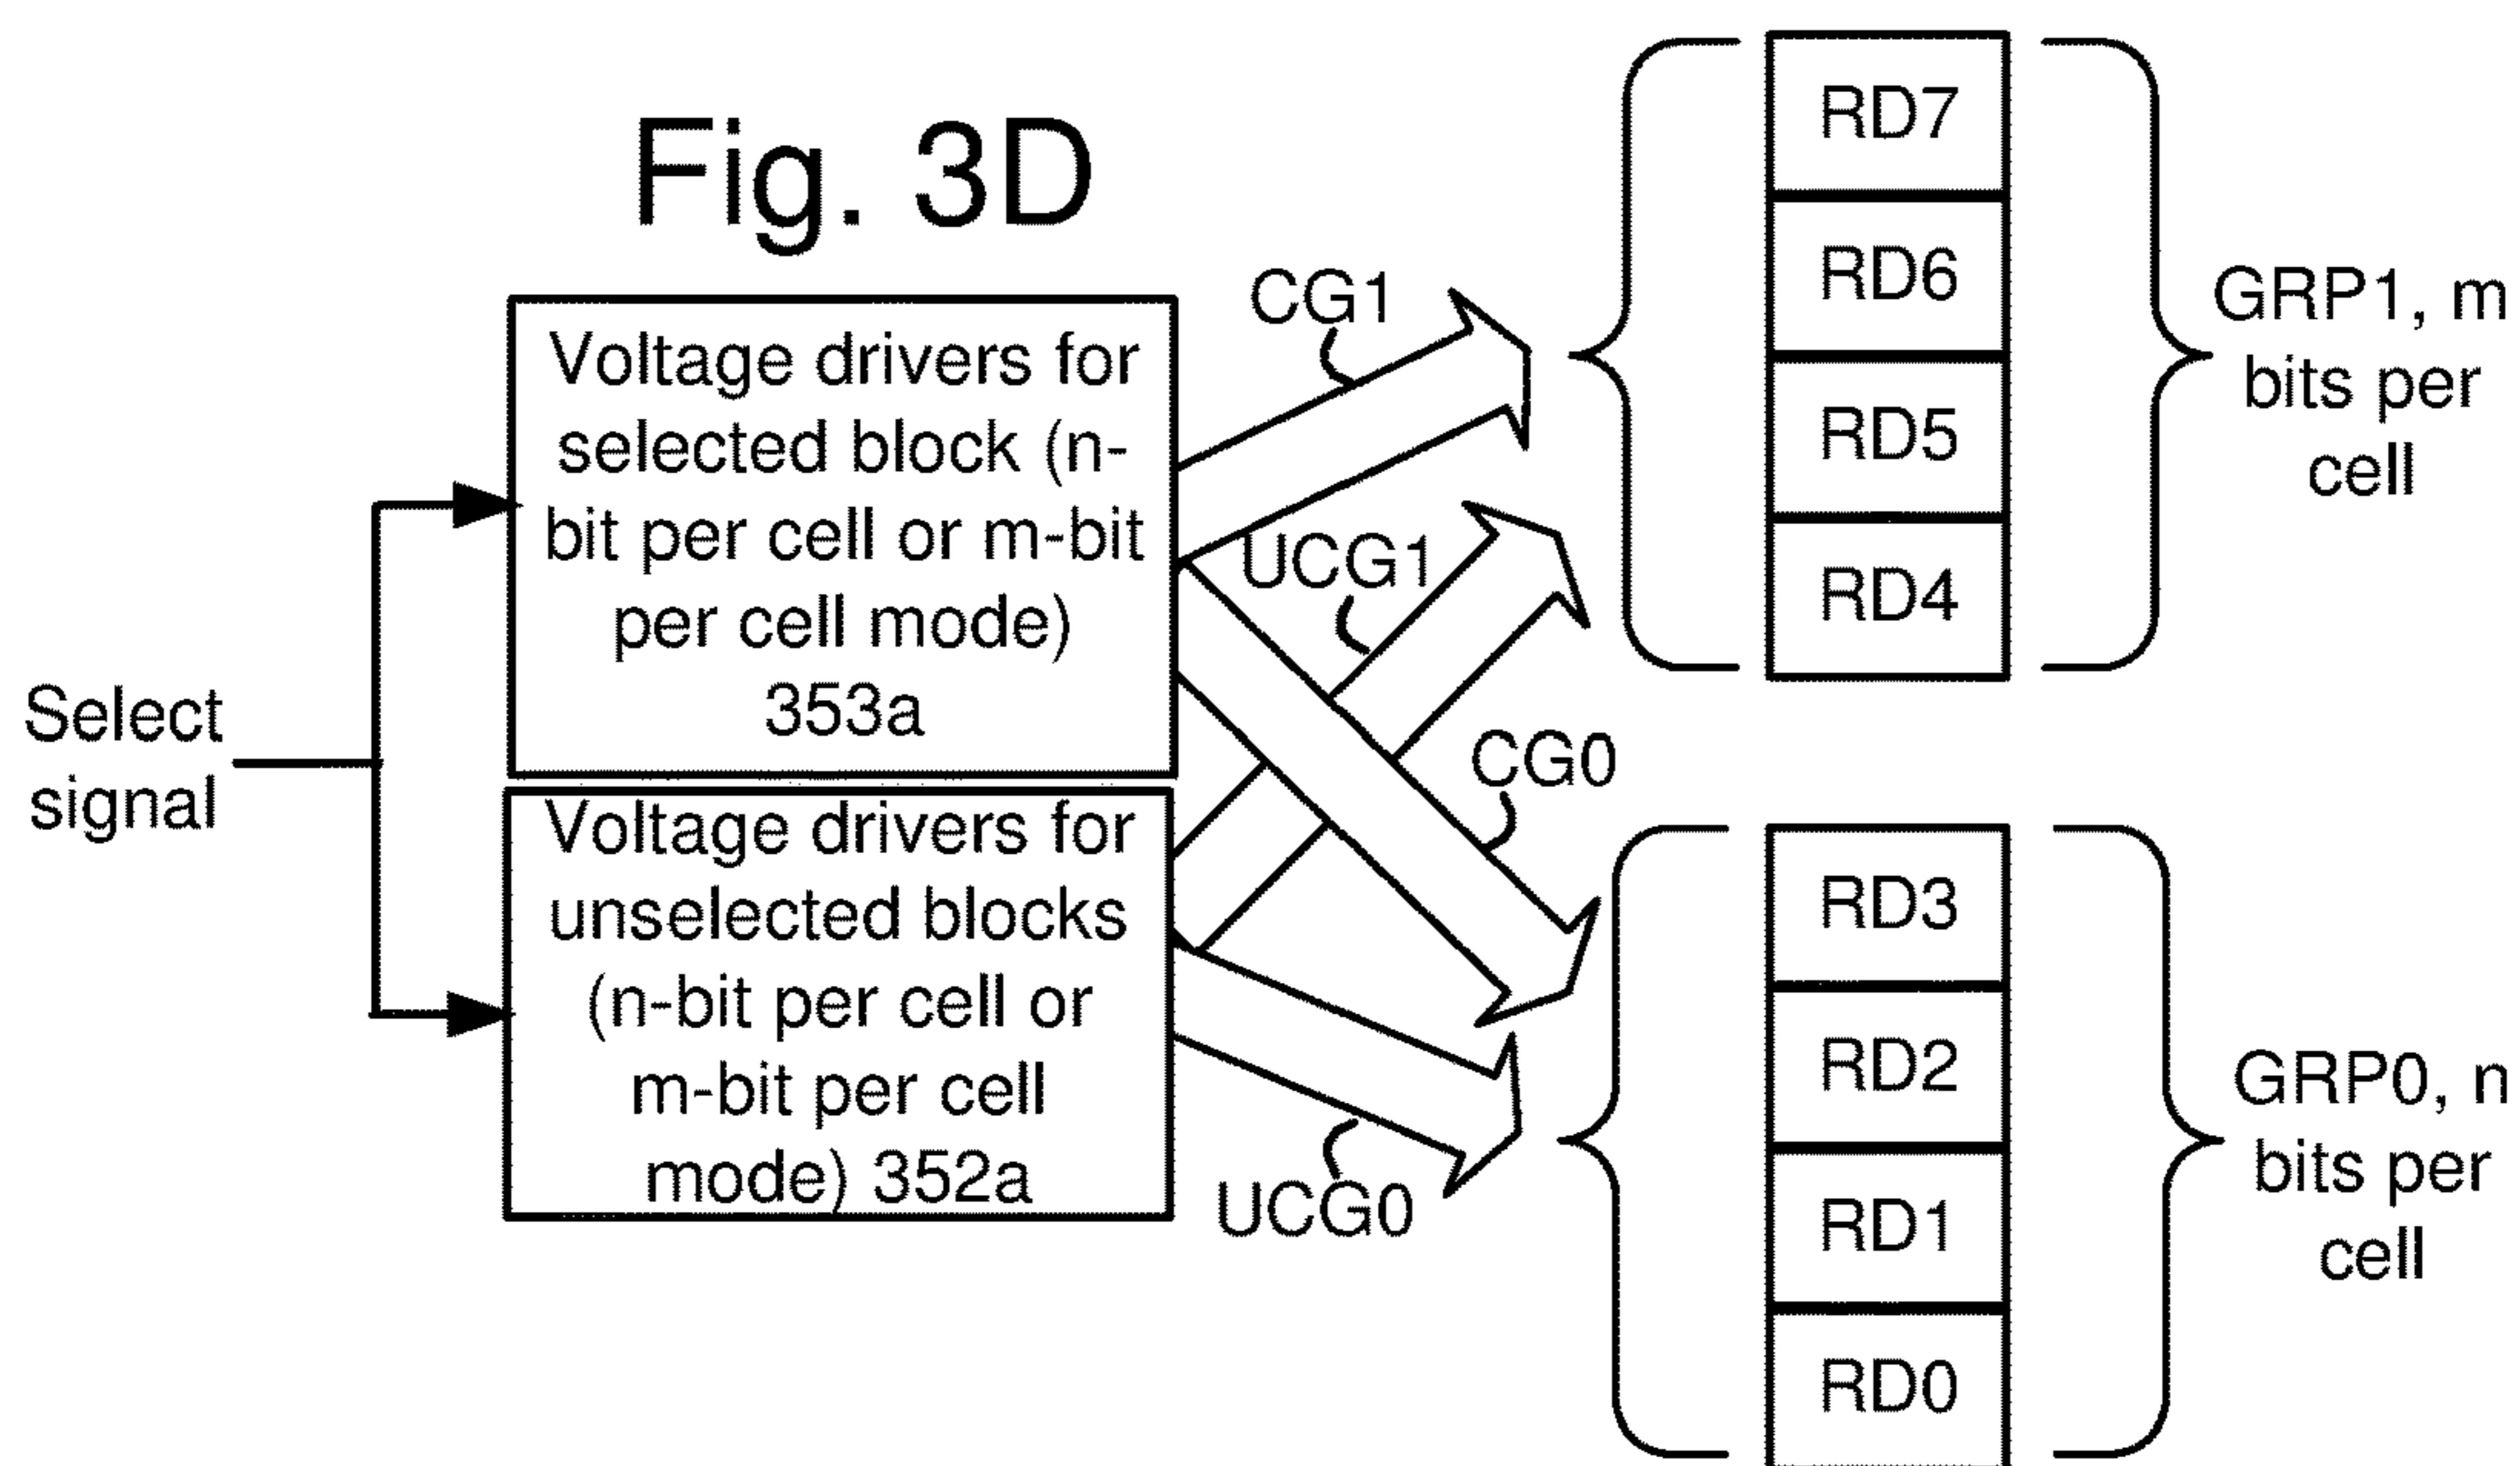 Fig. 3D
Select
signal
Voltage drivers for
selected block (n-
bit per cell or m-bit
per cell mode)
353a
Voltage drivers for
unselected blocks
(n-bit per cell or
m-bit per cell
mode) 352a
CG1
UCG1
CG0
UCG0
RD7
RD6
RD5
RD4
GRP1, m
bits per
cell
RD3
RD2
RD1
RD0
GRP0, n
bits per
cell